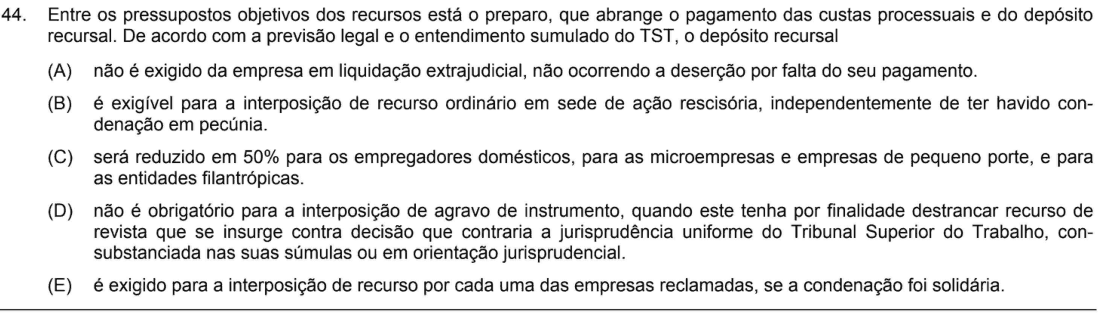 44. Entre os pressupostos objetivos dos recursos está o preparo, que abrange o pagamento das custas processuais e do depósito
recursal. De acordo com a previsão legal e o entendimento sumulado do TST, o depósito recursal
(A) não é exigido da empresa em liquidação extrajudicial, não ocorrendo a deserção por falta do seu pagamento.
(B) é exigível para a interposição de recurso ordinário em sede de ação rescisória, independentemente de ter havido con-
denação em pecúnia.
(C) será reduzido em 50% para os empregadores domésticos, para as microempresas e empresas de pequeno porte, e para
as entidades filantrópicas.
(D) não é obrigatório para a interposição de agravo de instrumento, quando este tenha por finalidade destrancar recurso de
revista que se insurge contra decisão que contraria a jurisprudência uniforme do Tribunal Superior do Trabalho, con-
substanciada nas suas súmulas ou em orientação jurisprudencial.
(E) é exigido para a interposição de recurso por cada uma das empresas reclamadas, se a condenação foi solidária.